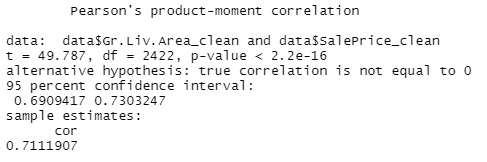 Pearson's product-moment correlation
data:  data$Gr.Liv.Area_clean and data$SalePrice_clean
t = 49.787, df = 2422, p-value < 2.2e-16
alternative hypothesis: true correlation is not equal to 0
95 percent confidence interval:
0.6909417 0.7303247
sample estimates:
cor
0.7111907